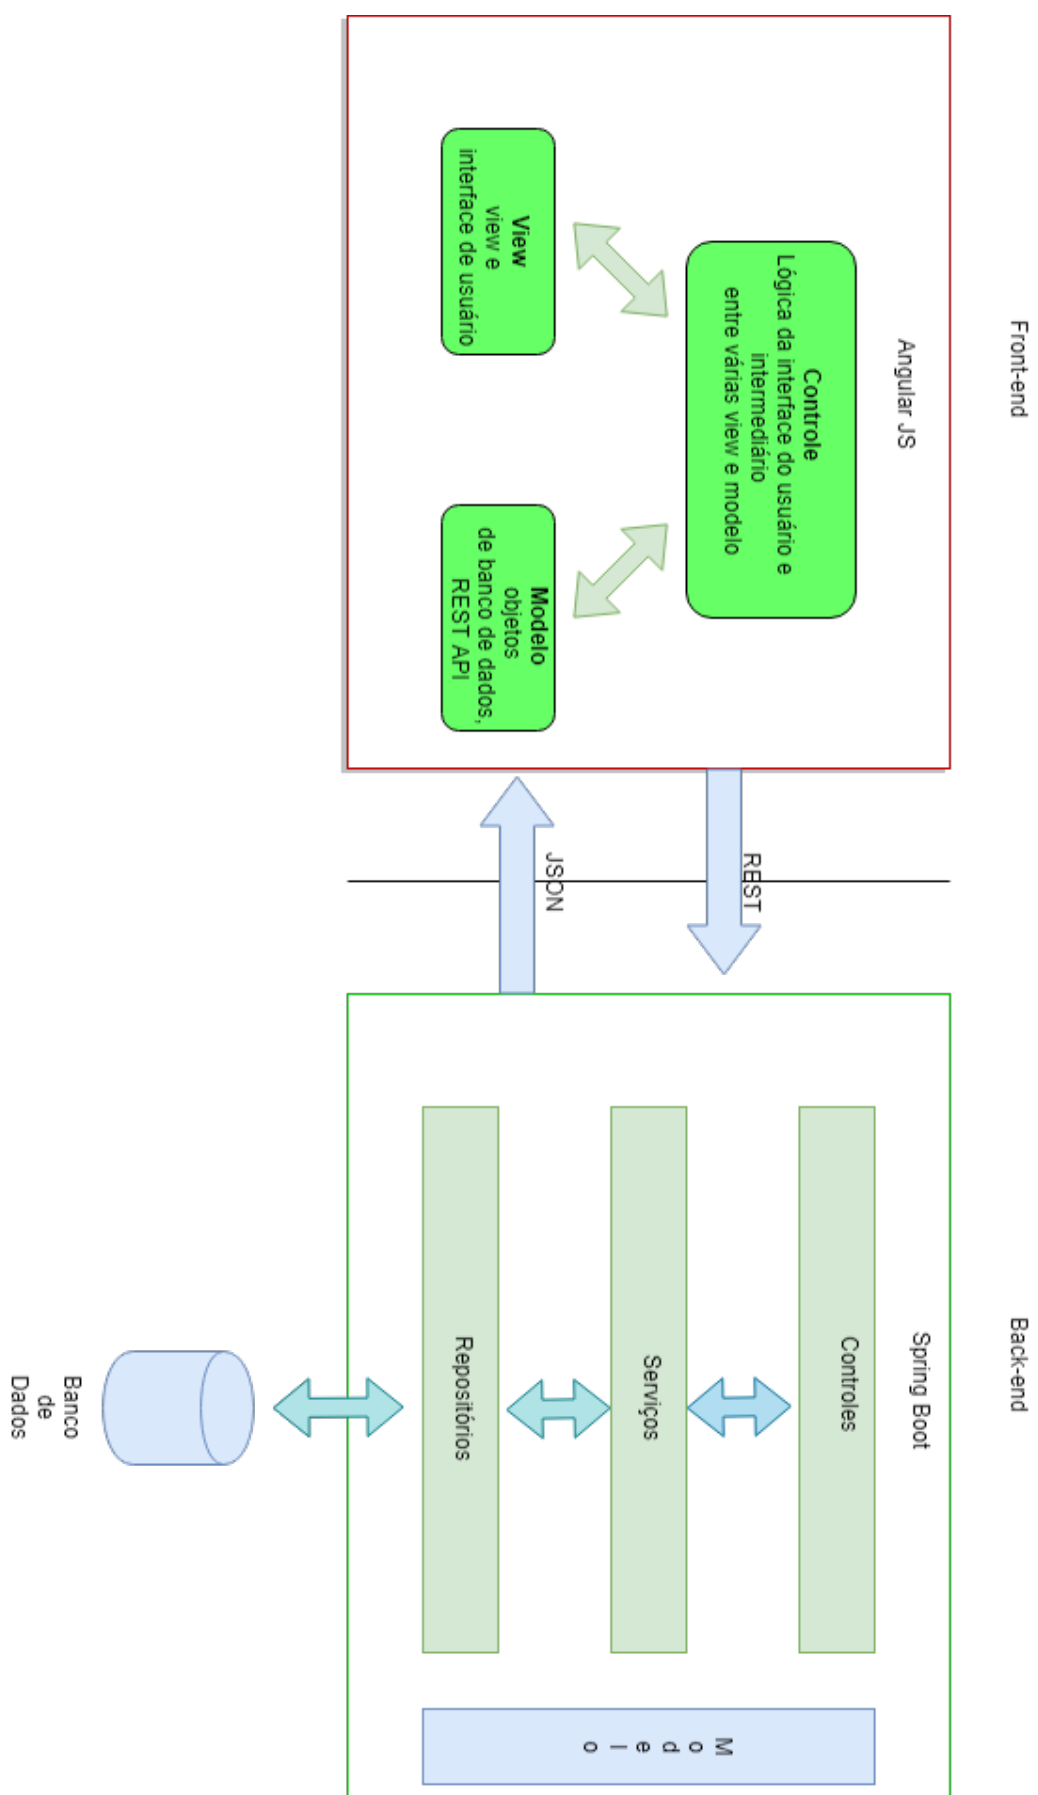 Front-end
Angular JS
Controle
Lógica da interface do usuário e
intermediário
entre várias view e modelo
View
view e
interface de usuário
Modelo
objetos
de banco de dados,
REST API
REST
JSON
Back-end
Spring Boot
Controles
Serviços
Repositórios
M
o
d
e
l
o
Banco
de
Dados